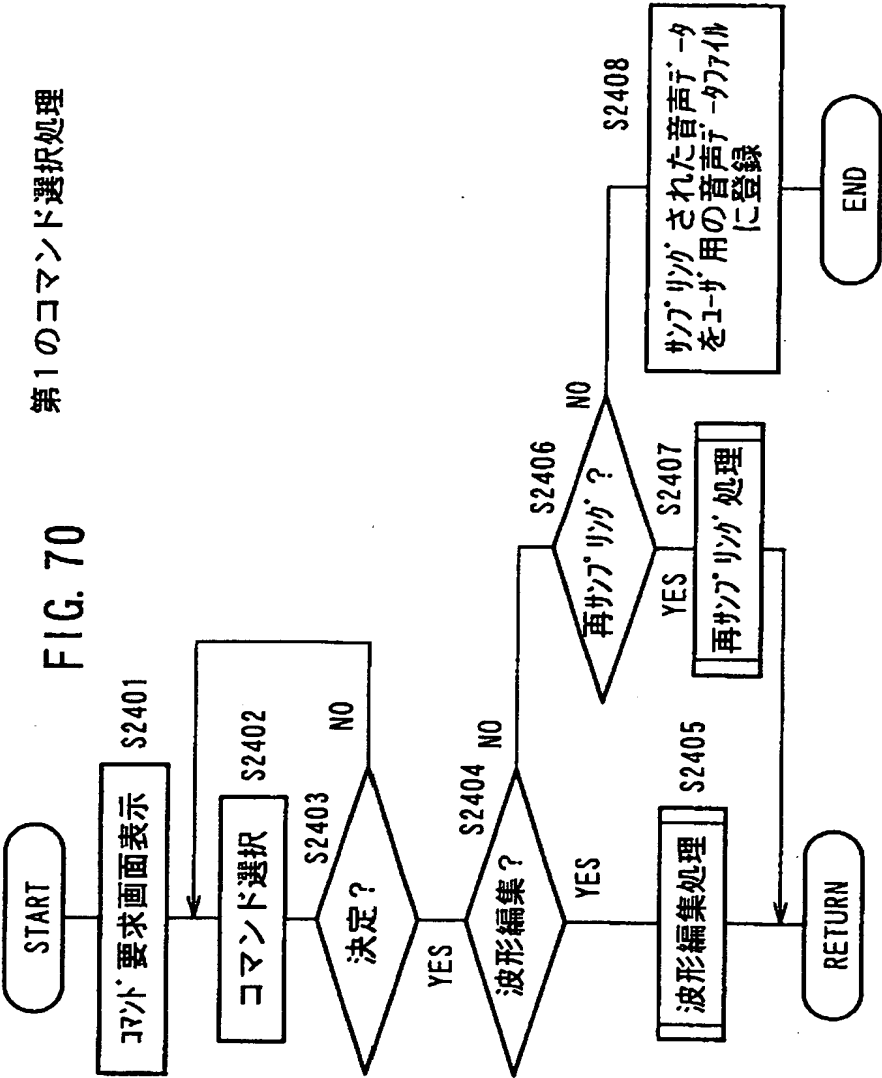 FIG. 70
第1のコマンド選択処理
START
ｺﾏﾝﾄﾞ要求画面表示
S2401
コマンド選択
S2402
決定？
S2403
NO
YES
波形編集？
S2404
NO
YES
波形編集処理
S2405
RETURN
再ｻﾝﾌﾟﾘﾝｸﾞ？
S2406
NO
YES
再ｻﾝﾌﾟﾘﾝｸﾞ処理
S2407
ｻﾝﾌﾟﾘﾝｸﾞされた音声ﾃﾞｰﾀ
をﾕｰｻﾞ用の音声ﾃﾞｰﾀﾌｧｲﾙ
に登録
S2408
END